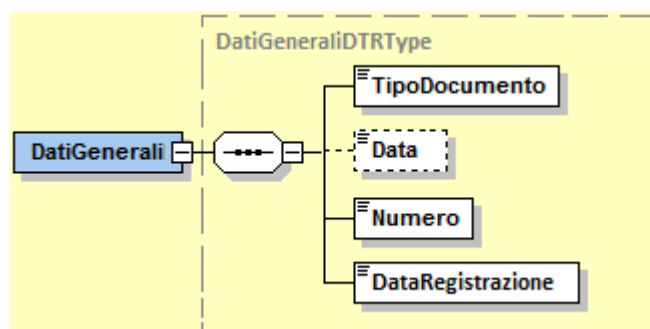 DatiGeneraliDTRType
TipoDocumento
DatiGenerali
Data
Numero
DataRegistrazione